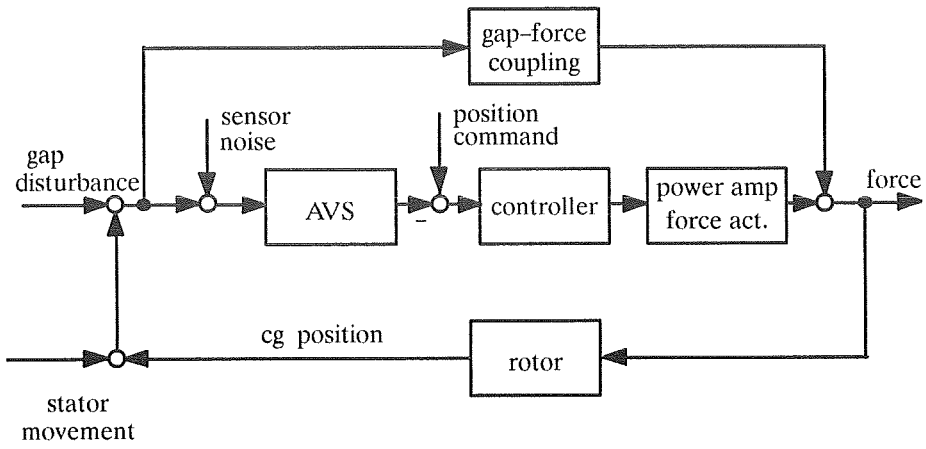 gap–force
coupling
sensor
noise
position
command
gap
disturbance
AVS
–
controller
power amp
force act.
force
cg position
rotor
stator
movement